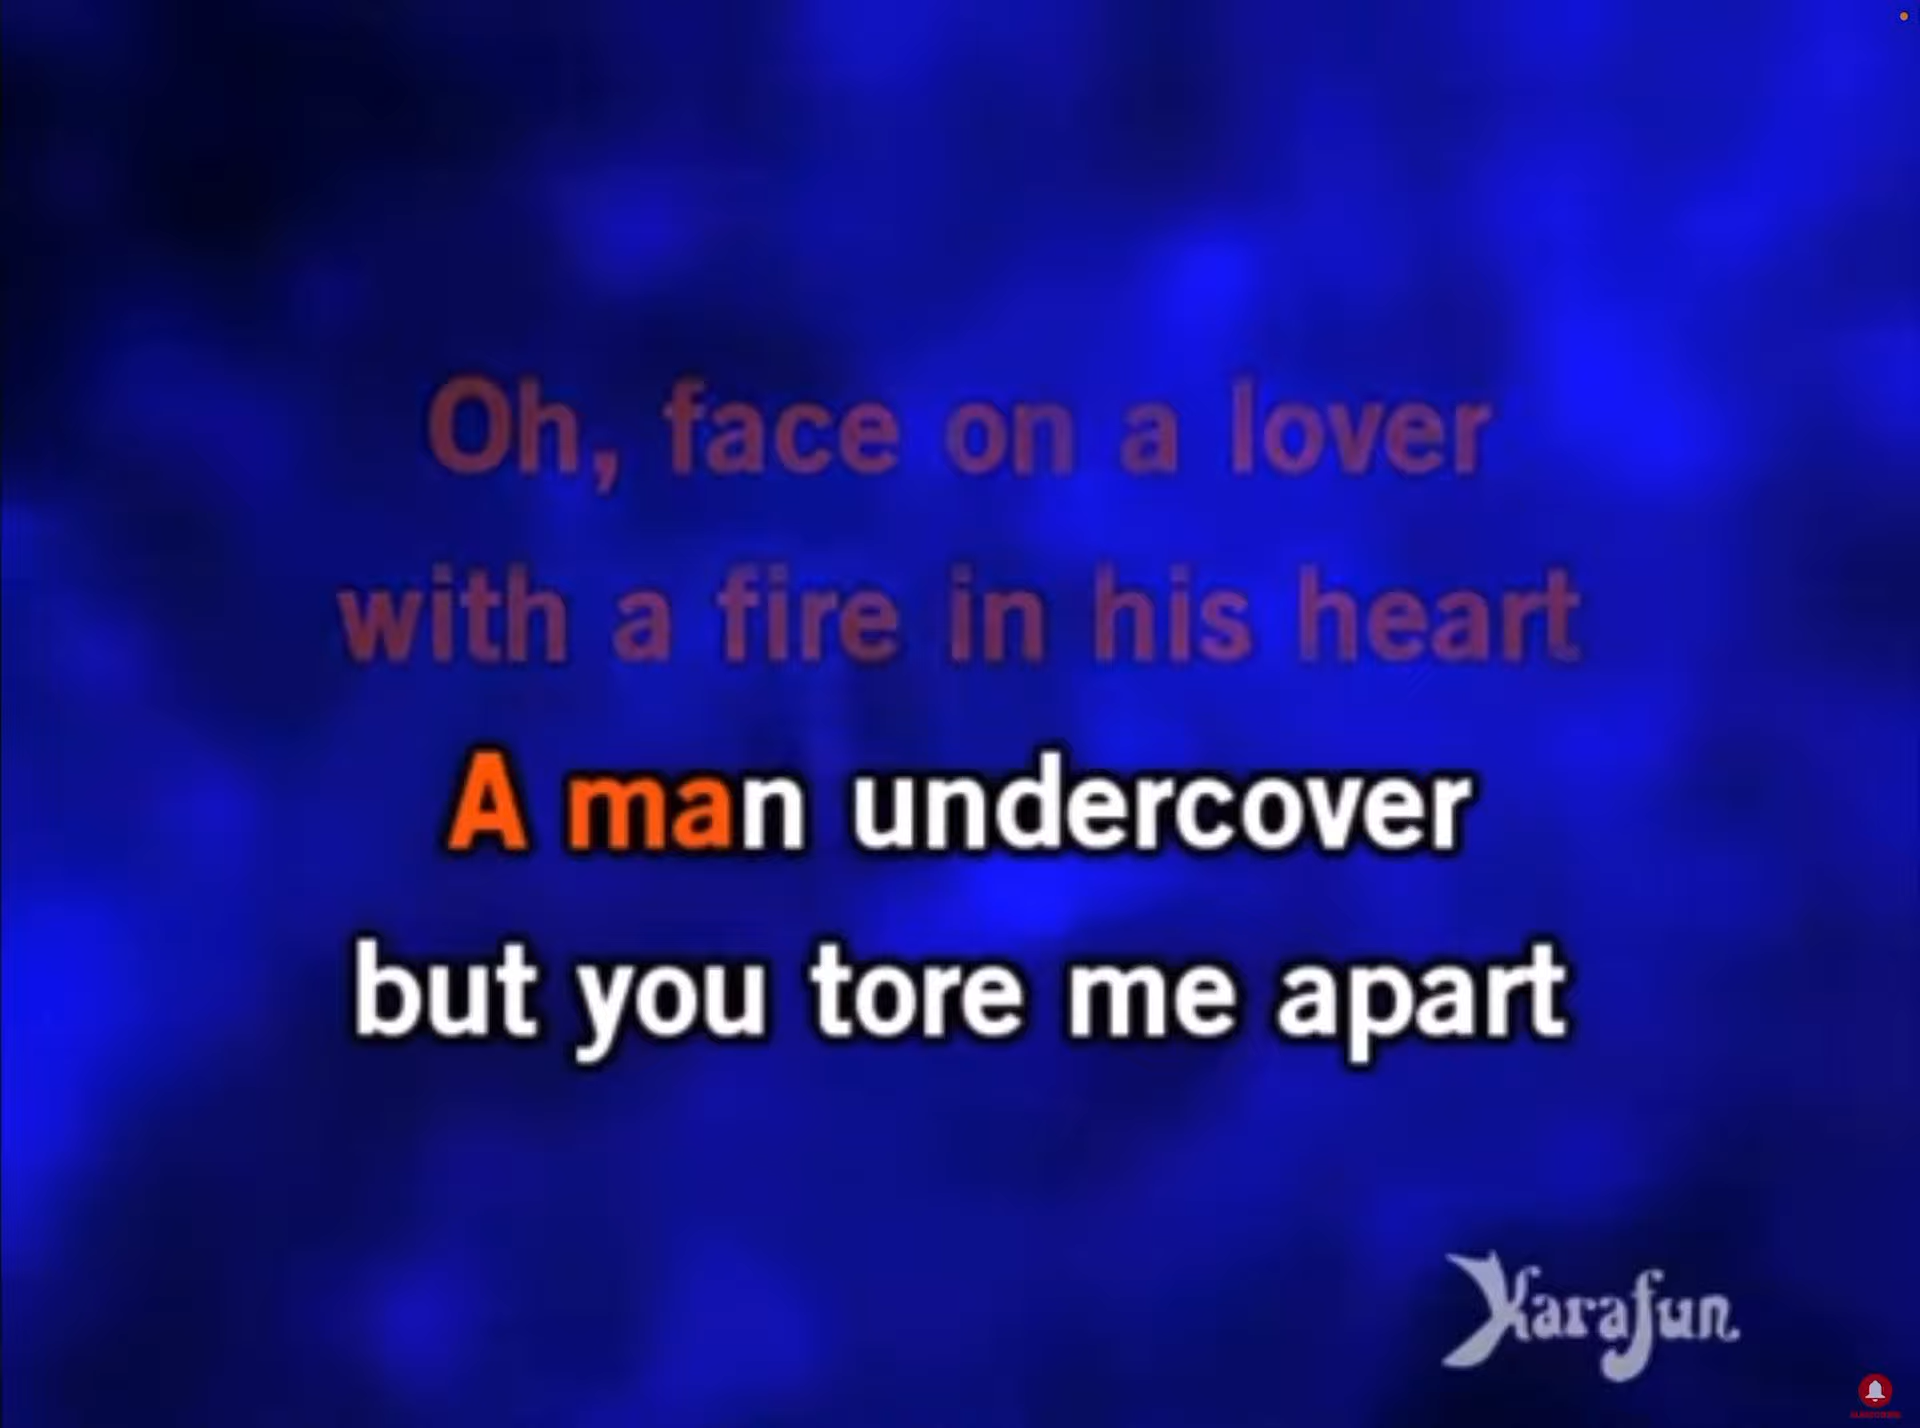 Oh, face on a lover
with a fire in his heart
A man undercover
but you tore me apart
Karafun